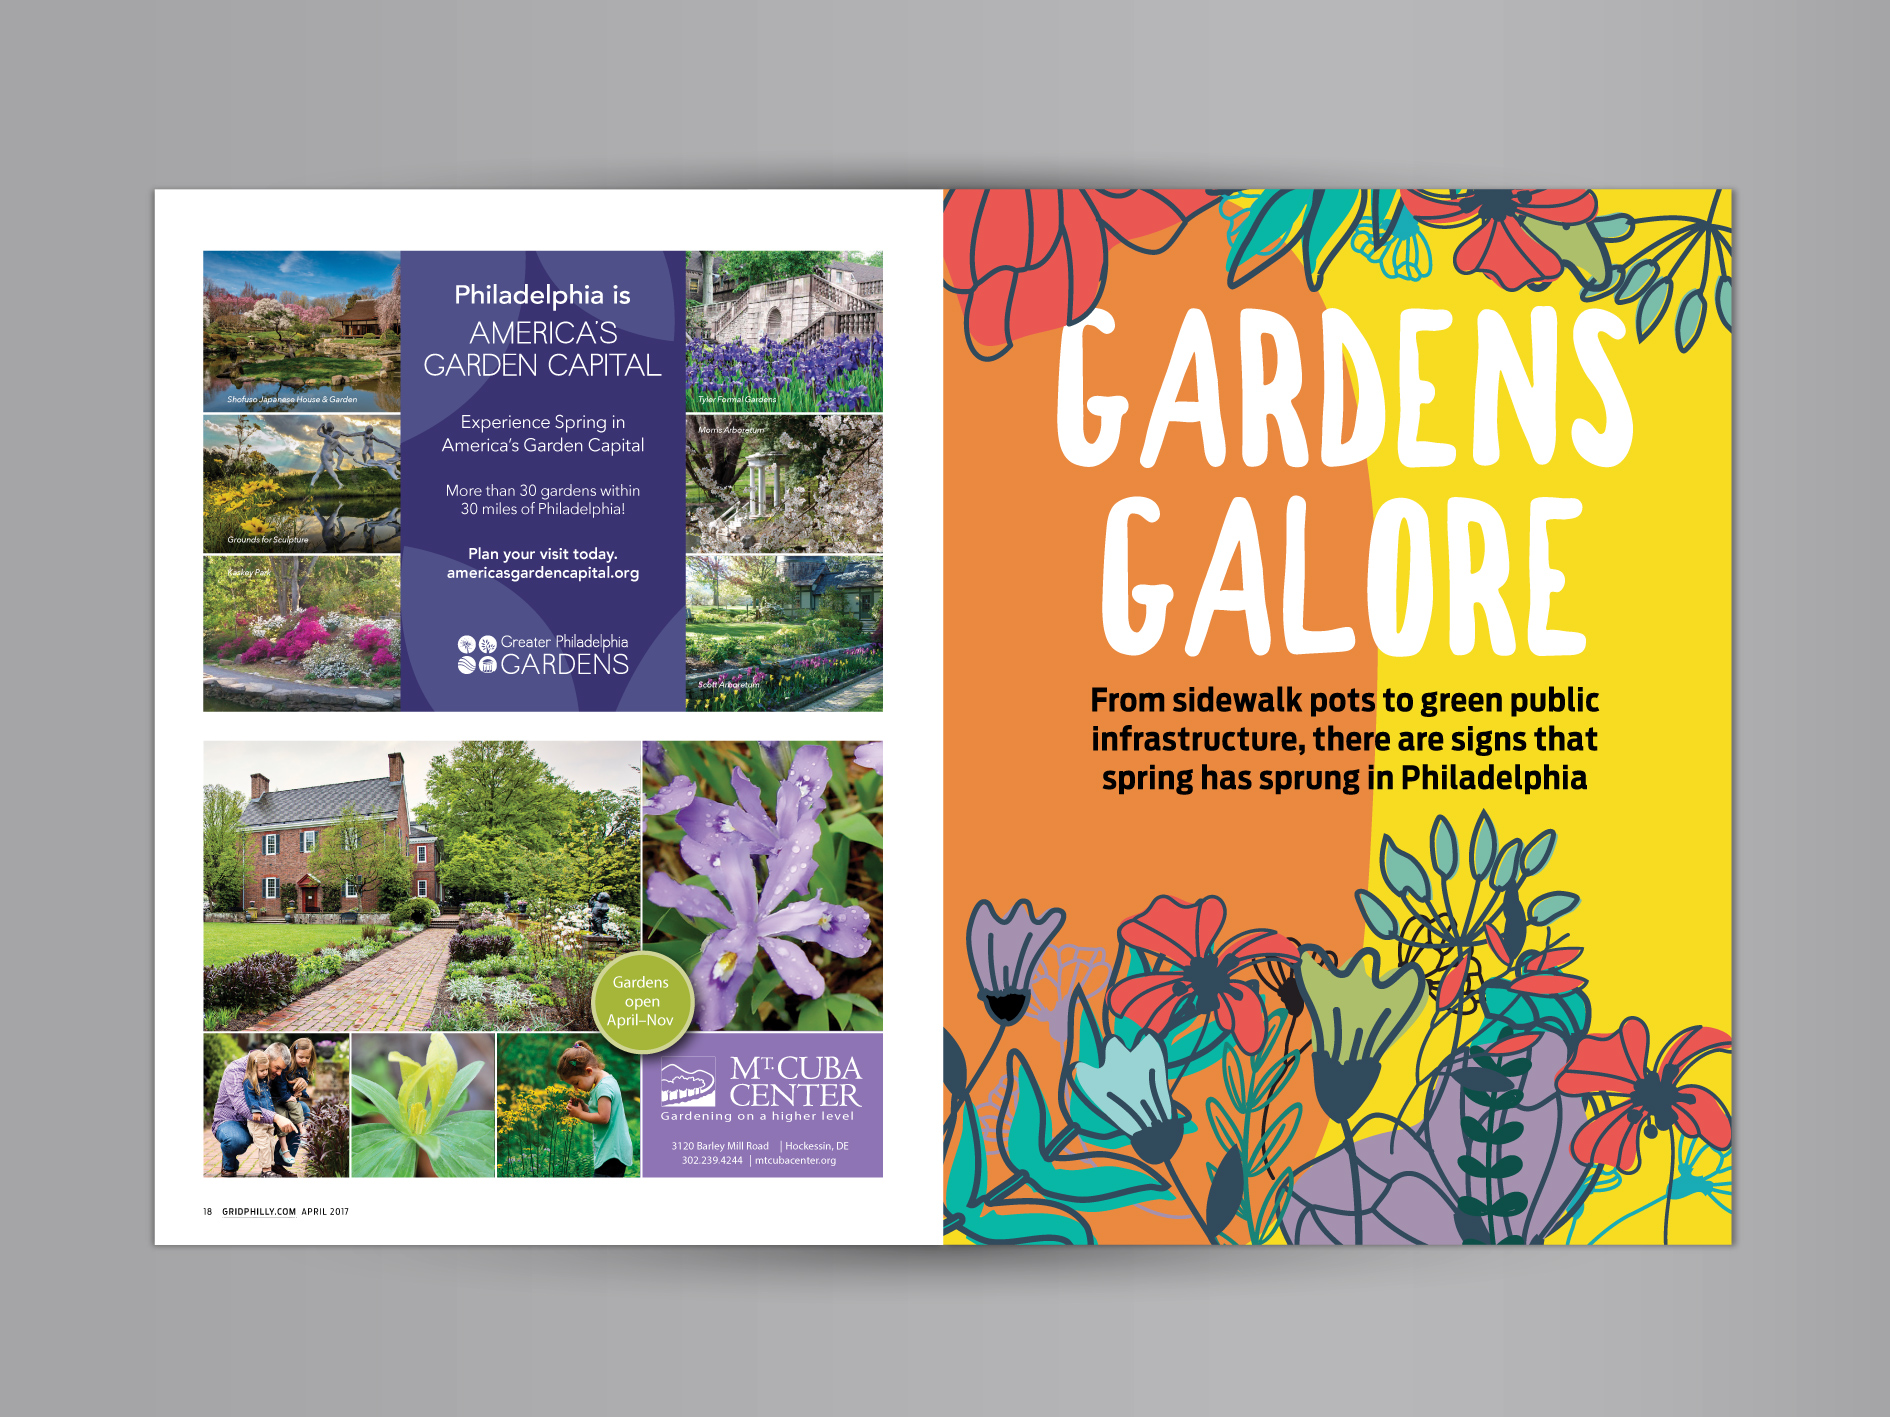 Philadelphia is
AMERICA'S
GARDEN CAPITAL
Experience Spring in
America's Garden Capital
More than 30 gardens within
30 miles of Philadelphia!
Plan your visit today.
americasgardencapital.org
Greater Philadelphia
GARDENS
Shofuso Japanese House & Garden
Grounds for Sculpture
Kaskey Park
Tyler Formal Gardens
Morris Arboretum
Scott Arboretum
Gardens
open
April–Nov
MT. CUBA
CENTER
Gardening on a higher level
3120 Barley Mill Road | Hockessin, DE
302.239.4244 | mtcubacenter.org
18 GRIDPHILLY.COM APRIL 2017
GARDENS
GALORE
From sidewalk pots to green public
infrastructure, there are signs that
spring has sprung in Philadelphia